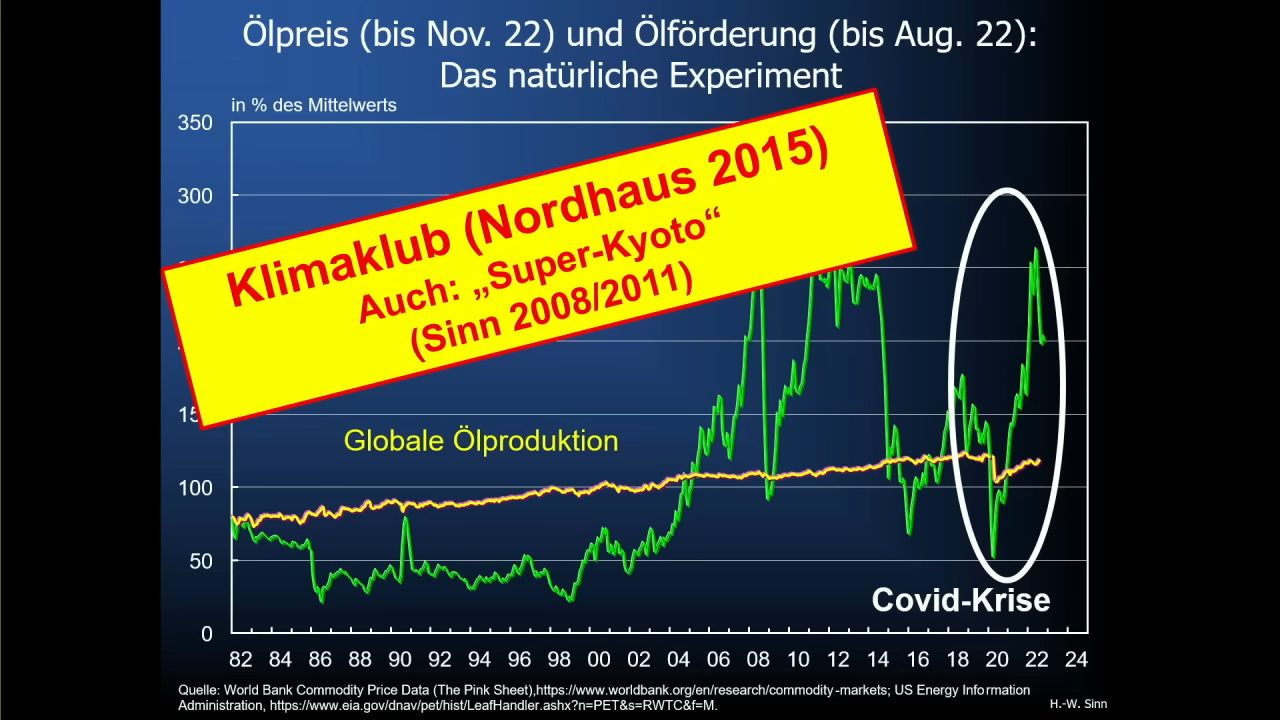 Ölpreis (bis Nov. 22) und Ölförderung (bis Aug. 22):
Das natürliche Experiment
in % des Mittelwerts
350
300
Klimaklub (Nordhaus 2015)
Auch: „Super-Kyoto“
(Sinn 2008/2011)
Globale Ölproduktion
100
50
0
Covid-Krise
82 84 86 88 90 92 94 96 98 00 02 04 06 08 10 12 14 16 18 20 22 24
Quelle: World Bank Commodity Price Data (The Pink Sheet),https://www.worldbank.org/en/research/commodity-markets; US Energy Information
Administration, https://www.eia.gov/dnav/pet/hist/LeafHandler.ashx?n=PET&s=RWTC&f=M.
H.-W. Sinn